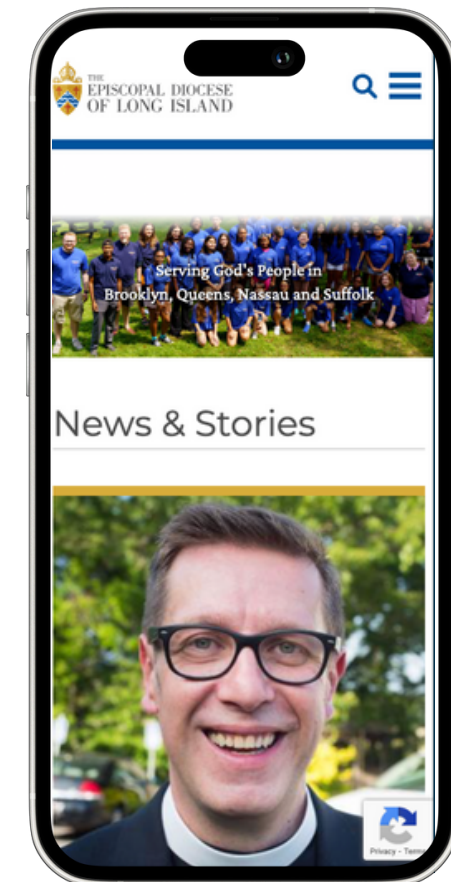 THE
EPISCOPAL DIOCESE
OF LONG ISLAND
Serving God's People in
Brooklyn, Queens, Nassau and Suffolk
News & Stories
Privacy - Terms